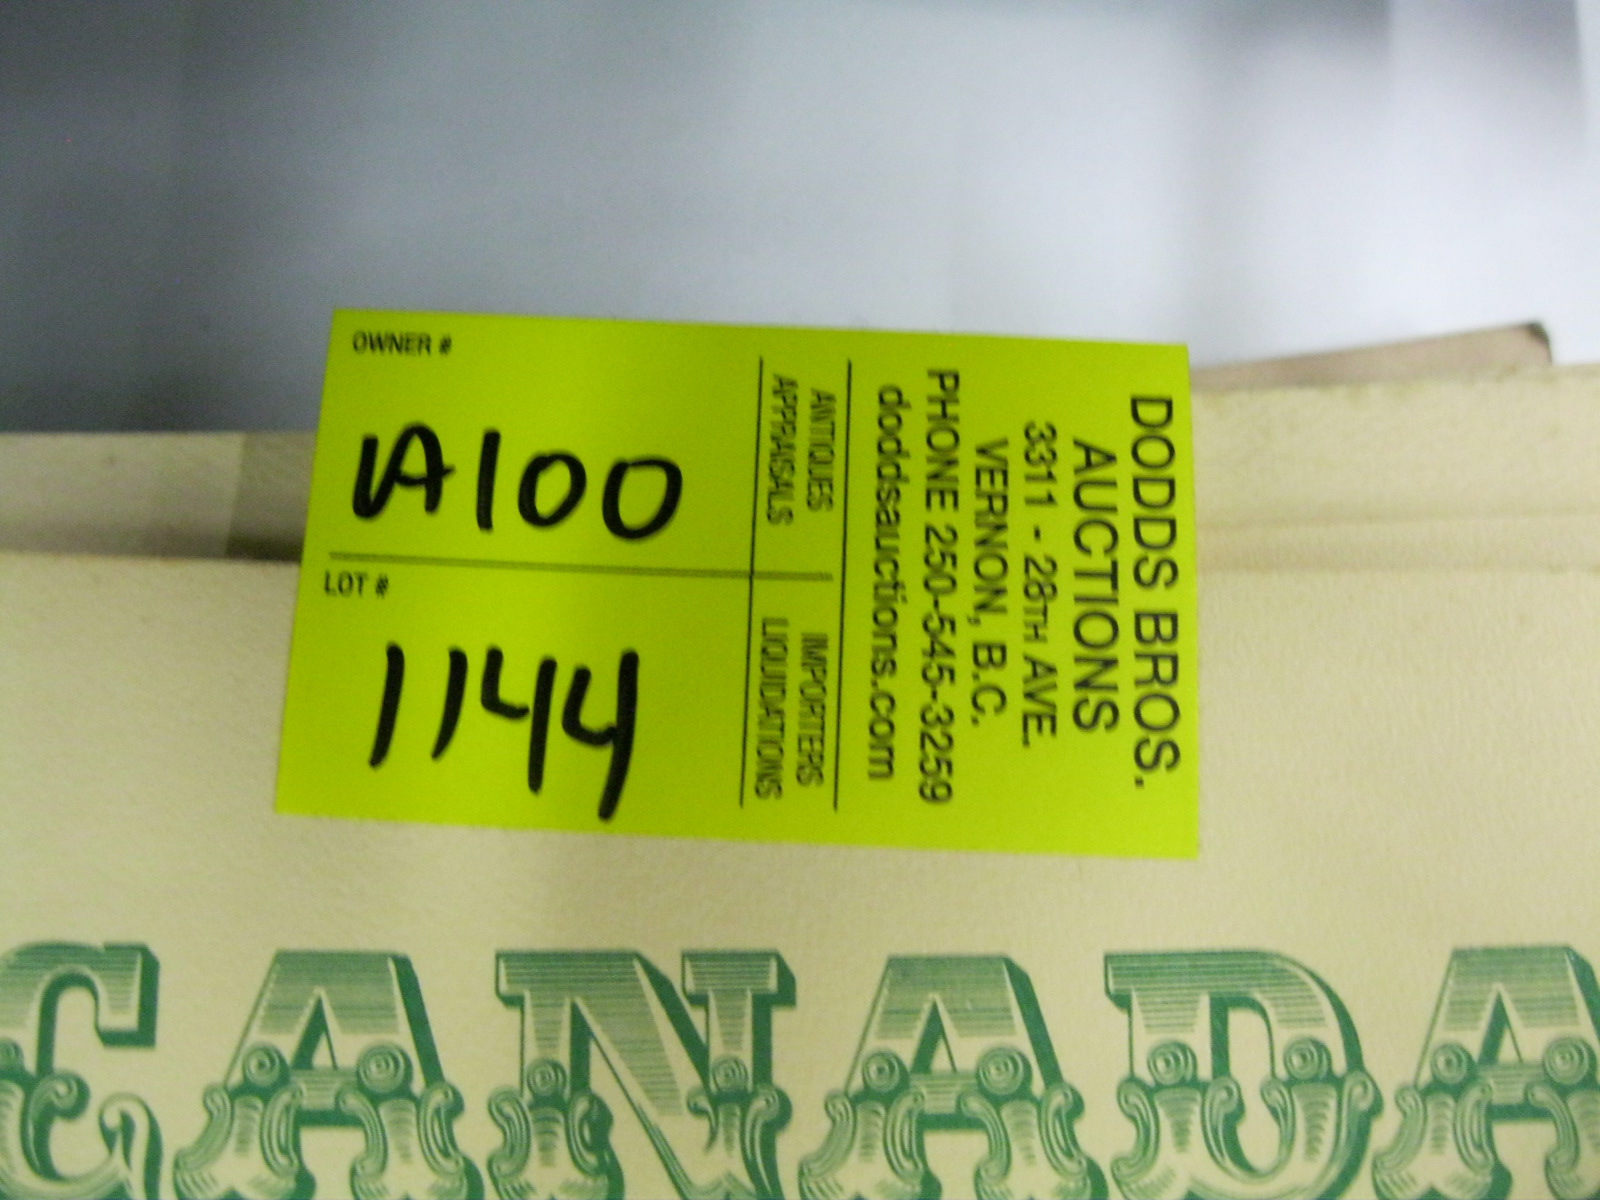 OWNER #
A100
LOT #
1144
ANTIQUES
APPRAISALS
IMPORTERS
LIQUIDATIONS
DODDS BROS.
AUCTIONS
3311 - 28TH AVE.
VERNON, B.C.
PHONE 250-545-3259
doddsauctions.com
CANADA